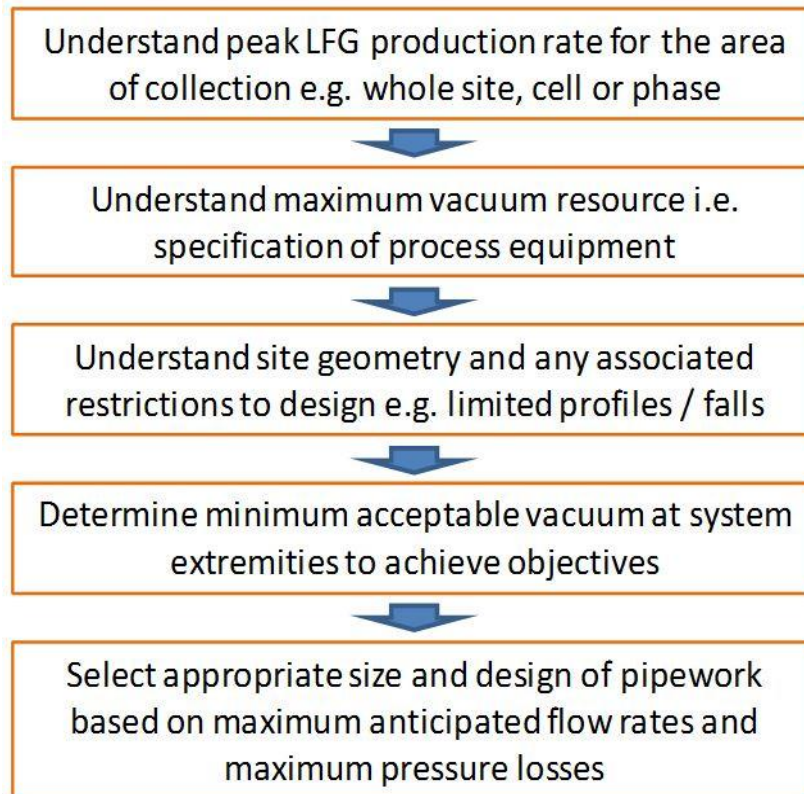 Understand peak LFG production rate for the area
of collection e.g. whole site, cell or phase
Understand maximum vacuum resource i.e.
specification of process equipment
Understand site geometry and any associated
restrictions to design e.g. limited profiles / falls
Determine minimum acceptable vacuum at system
extremities to achieve objectives
Select appropriate size and design of pipework
based on maximum anticipated flow rates and
maximum pressure losses